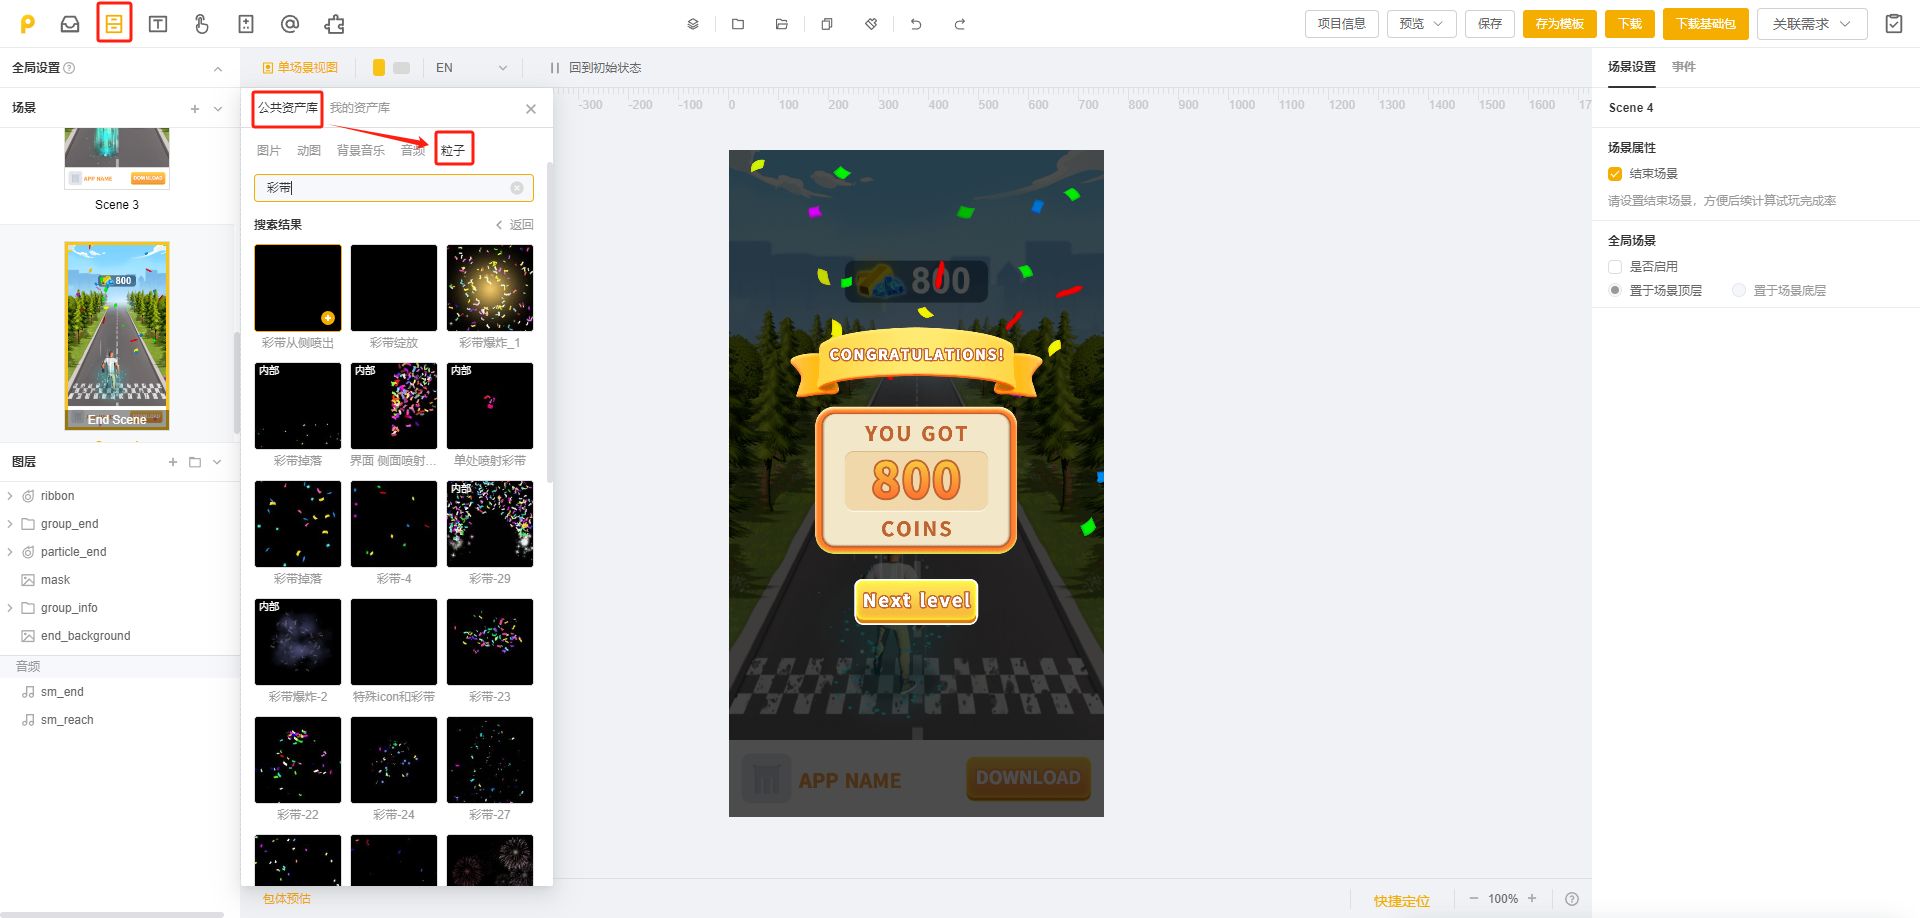 项目信息
预览
保存
存为模板
下载
下载基础包
关联需求
全局设置
单场景视图
EN
回到初始状态
场景设置
事件
场景
公共资产库
我的资产库
-300 -200 -100 0 100 200 300 400 500 600 700 800 900 1000 1100 1200 1300 1400 1500 1600 17
Scene 4
图片
动图
背景音乐
音频
粒子
场景属性
结束场景
请设置结束场景，方便后续计算试玩完成率
彩带
搜索结果
返回
全局场景
是否启用
置于场景顶层
置于场景底层
APP NAME
DOWNLOAD
Scene 3
800
End Scene
彩带从侧喷出
彩带绽放
彩带爆炸_1
内部
内部
内部
彩带掉落
界面 侧面喷射...
单处喷射彩带
内部
彩带掉落
彩带-4
彩带-29
内部
彩带爆炸-2
特殊icon和彩带
彩带-23
彩带-22
彩带-24
彩带-27
图层
ribbon
group_end
particle_end
mask
group_info
end_background
音频
sm_end
sm_reach
800
CONGRATULATIONS!
YOU GOT
800
COINS
Next level
APP NAME
DOWNLOAD
包体预估
快捷定位
100%